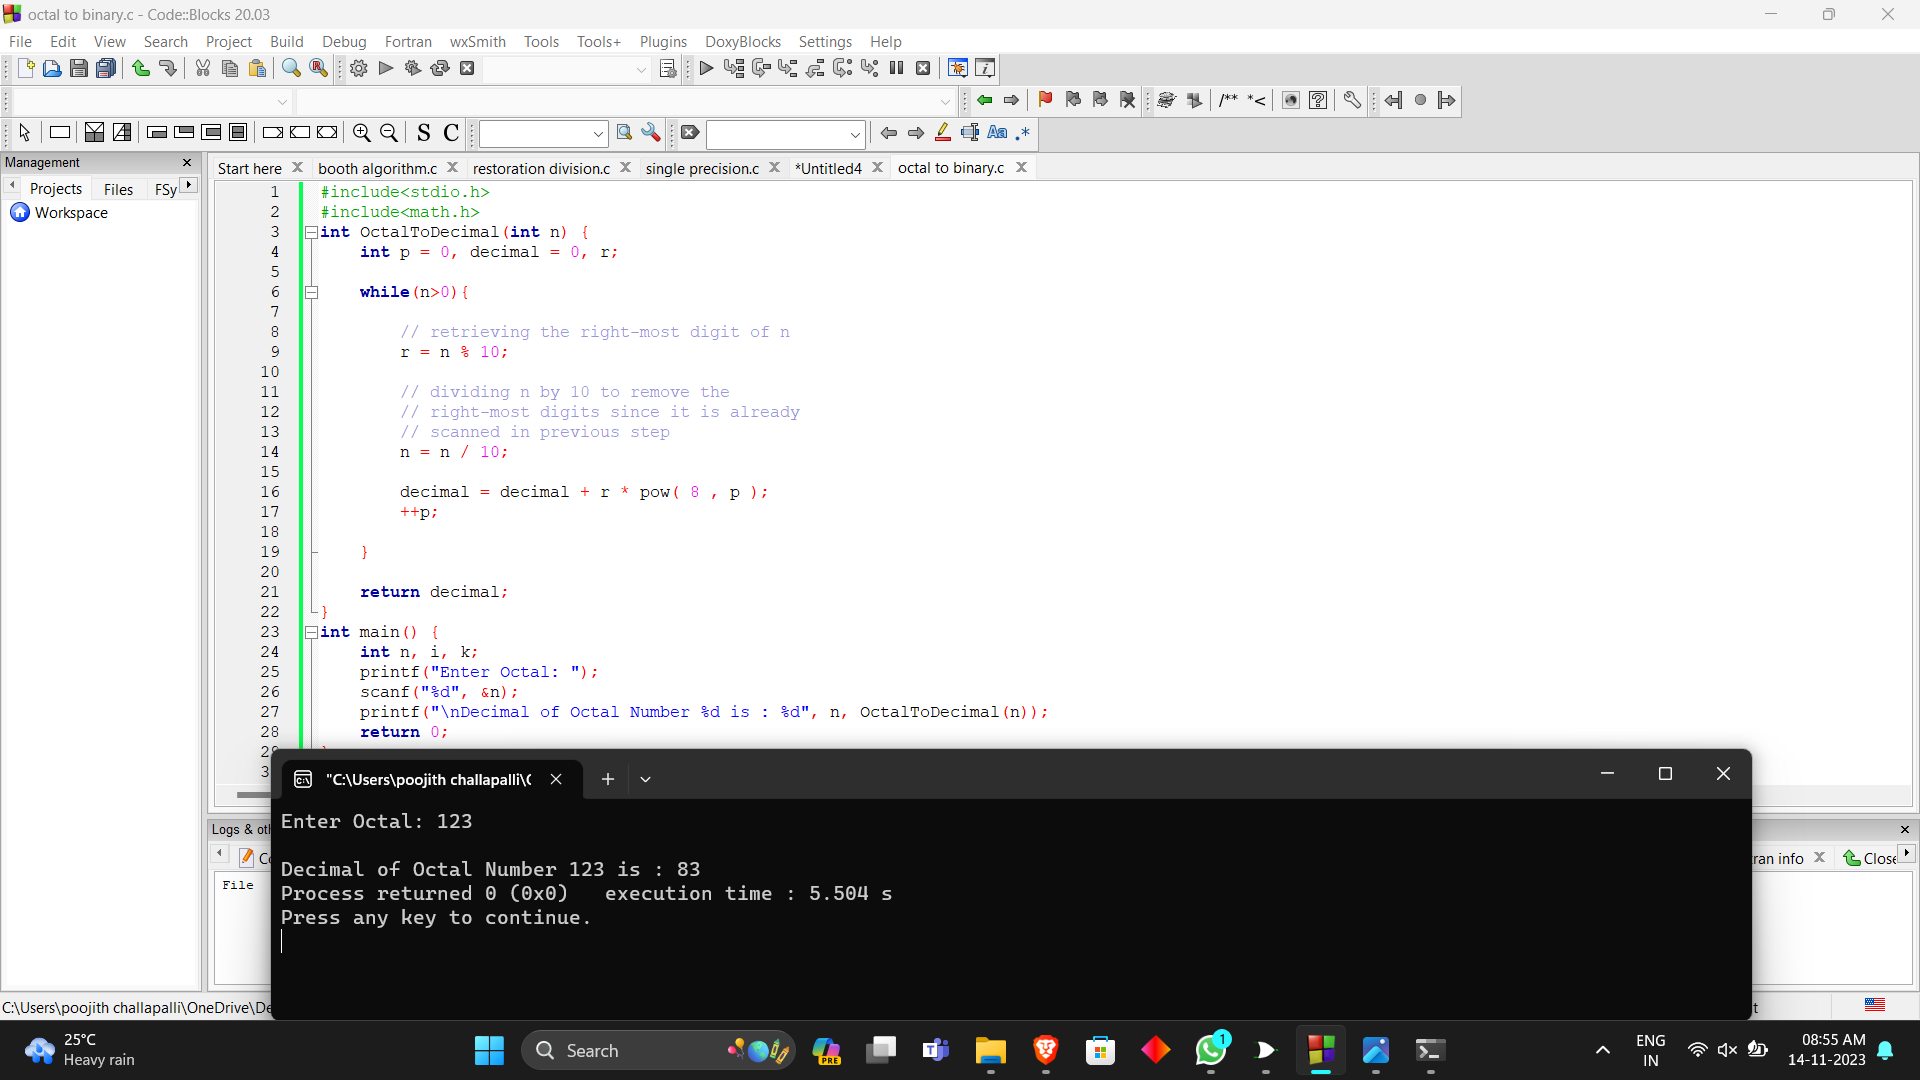 octal to binary.c - Code::Blocks 20.03
File Edit View Search Project Build Debug Fortran wxSmith Tools Tools+ Plugins DoxyBlocks Settings Help
/** *<
S C
Aa .*
Management
Projects Files FSy
Workspace
Start here booth algorithm.c restoration division.c single precision.c *Untitled4 octal to binary.c
1 #include<stdio.h>
2 #include<math.h>
3 int OctalToDecimal(int n) {
4 int p = 0, decimal = 0, r;
5
6 while(n>0){
7
8 // retrieving the right-most digit of n
9 r = n % 10;
10
11 // dividing n by 10 to remove the
12 // right-most digits since it is already
13 // scanned in previous step
14 n = n / 10;
15
16 decimal = decimal + r * pow( 8 , p );
17 ++p;
18
19 }
20
21 return decimal;
22 }
23 int main() {
24 int n, i, k;
25 printf("Enter Octal: ");
26 scanf("%d", &n);
27 printf("\nDecimal of Octal Number %d is : %d", n, OctalToDecimal(n));
28 return 0;
29
"C:\Users\poojith challapalli\
Enter Octal: 123
Decimal of Octal Number 123 is : 83
Process returned 0 (0x0) execution time : 5.504 s
Press any key to continue.
Logs & ot
C
ran info Close
File
C:\Users\poojith challapalli\OneDrive\De
25°C
Heavy rain
Search
PRE
1
ENG
IN
08:55 AM
14-11-2023